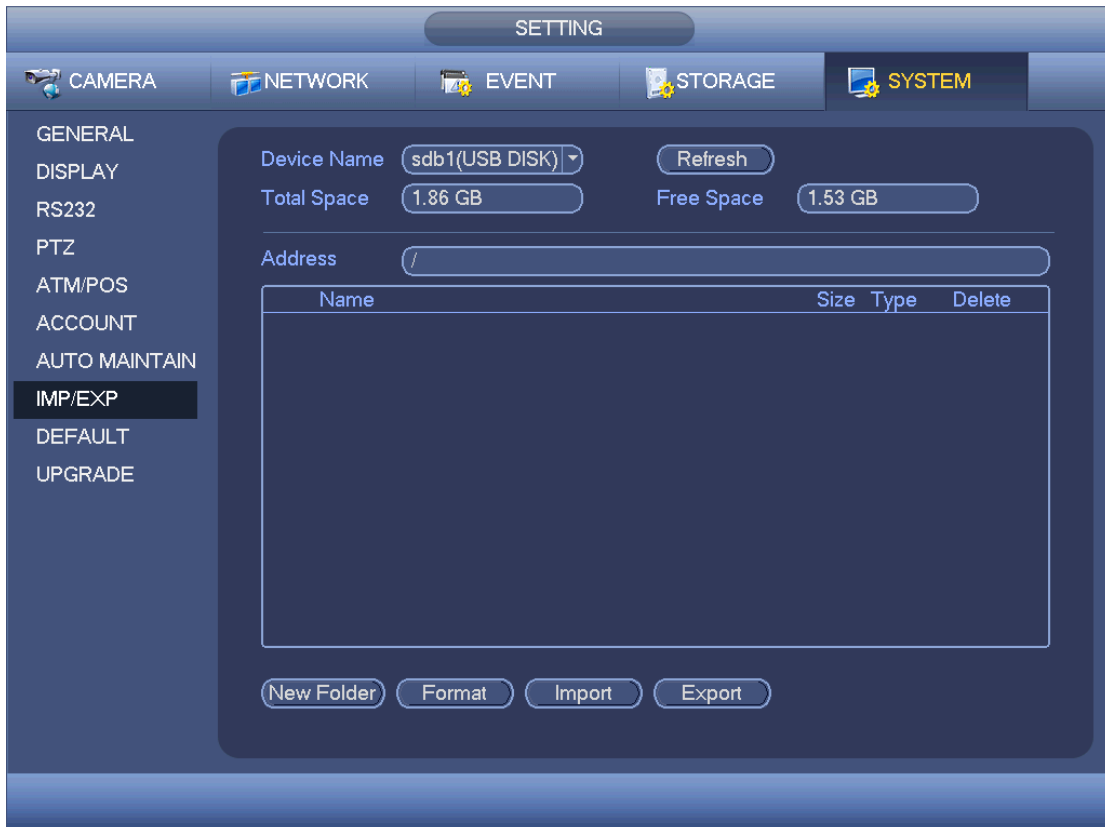 SETTING
CAMERA NETWORK EVENT STORAGE SYSTEM
GENERAL
DISPLAY
RS232
PTZ
ATM/POS
ACCOUNT
AUTO MAINTAIN
IMP/EXP
DEFAULT
UPGRADE
Device Name sdb1(USB DISK) Refresh
Total Space 1.86 GB Free Space 1.53 GB
Address /
Name Size Type Delete
New Folder Format Import Export